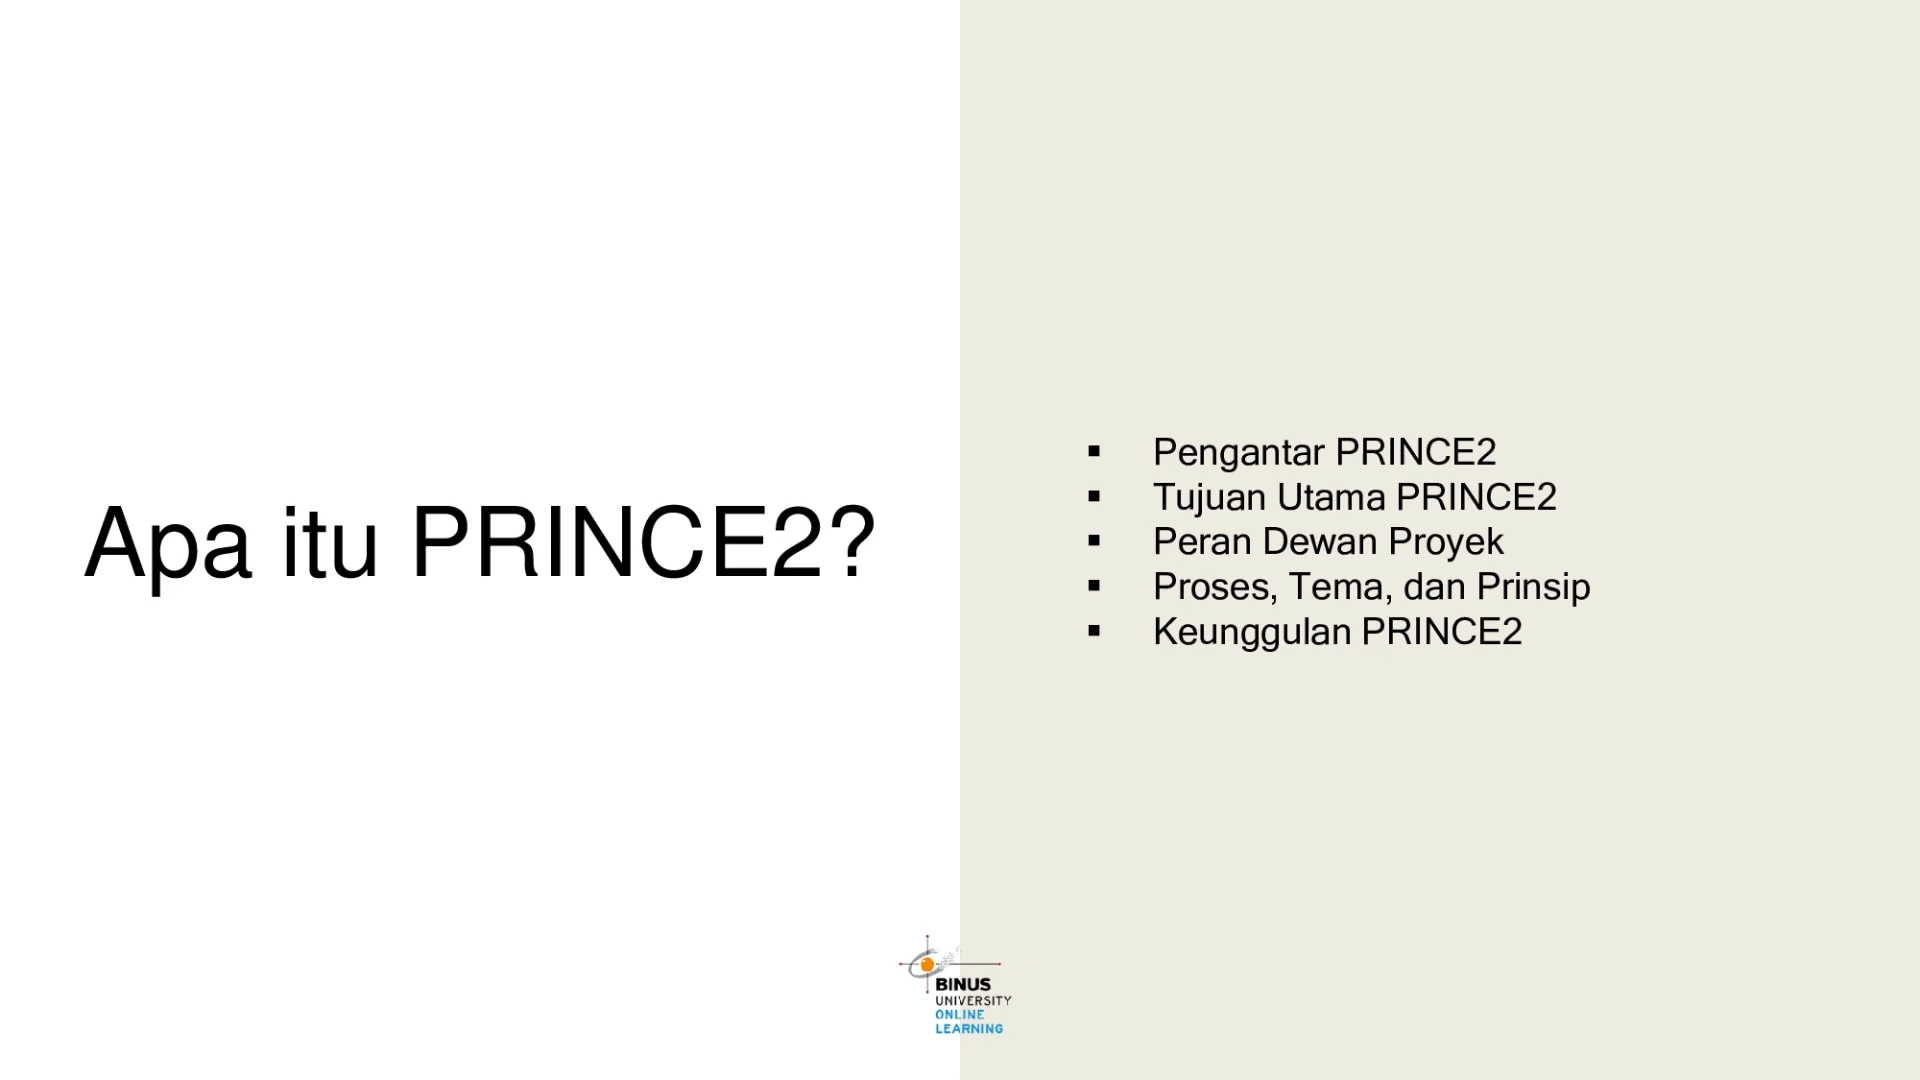 Apa itu PRINCE2?
▪ Pengantar PRINCE2
▪ Tujuan Utama PRINCE2
▪ Peran Dewan Proyek
▪ Proses, Tema, dan Prinsip
▪ Keunggulan PRINCE2
BINUS
UNIVERSITY
ONLINE
LEARNING